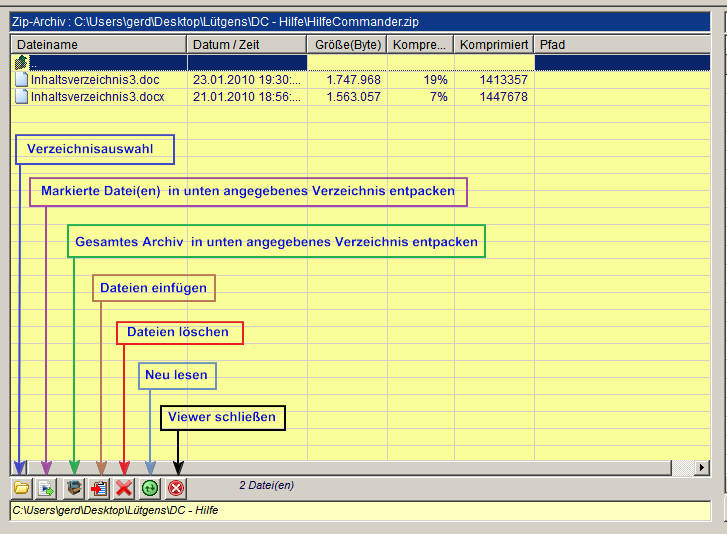 Zip-Archiv : C:\Users\gerd\Desktop\Lütgens\DC - Hilfe\HilfeCommander.zip
Dateiname Datum / Zeit Größe(Byte) Kompre... Komprimiert Pfad
..
Inhaltsverzeichnis3.doc 23.01.2010 19:30:... 1.747.968 19% 1413357
Inhaltsverzeichnis3.docx 21.01.2010 18:56:... 1.563.057 7% 1447678
Verzeichnisauswahl
Markierte Datei(en) in unten angegebenes Verzeichnis entpacken
Gesamtes Archiv in unten angegebenes Verzeichnis entpacken
Dateien einfügen
Dateien löschen
Neu lesen
Viewer schließen
2 Datei(en)
C:\Users\gerd\Desktop\Lütgens\DC - Hilfe